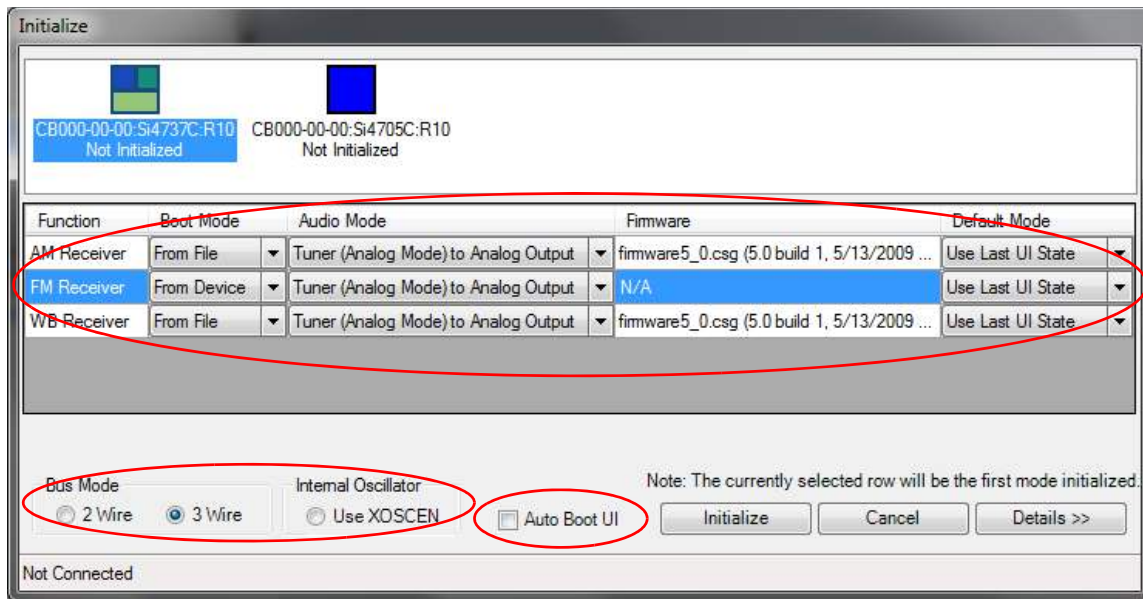 Initialize
CB000-00-00:Si4737C:R10 CB000-00-00:Si4705C:R10
Not Initialized Not Initialized
Function Boot Mode Audio Mode Firmware Default Mode
AM Receiver From File Tuner (Analog Mode) to Analog Output firmware5_0.csg (5.0 build 1, 5/13/2009 ... Use Last UI State
FM Receiver From Device Tuner (Analog Mode) to Analog Output N/A Use Last UI State
WB Receiver From File Tuner (Analog Mode) to Analog Output firmware5_0.csg (5.0 build 1, 5/13/2009 ... Use Last UI State
Note: The currently selected row will be the first mode initialized.
Bus Mode Internal Oscillator
2 Wire 3 Wire Use XOSCEN Auto Boot UI Initialize Cancel Details >>
Not Connected